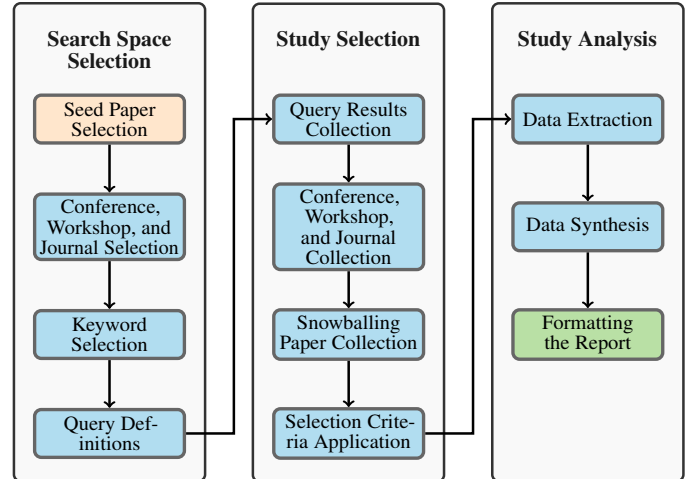 Search Space
Selection
Seed Paper
Selection
Conference,
Workshop, and
Journal Selection
Keyword
Selection
Query Def-
initions
Study Selection
Query Results
Collection
Conference,
Workshop,
and Journal
Collection
Snowballing
Paper Collection
Selection Crite-
ria Application
Study Analysis
Data Extraction
Data Synthesis
Formatting
the Report